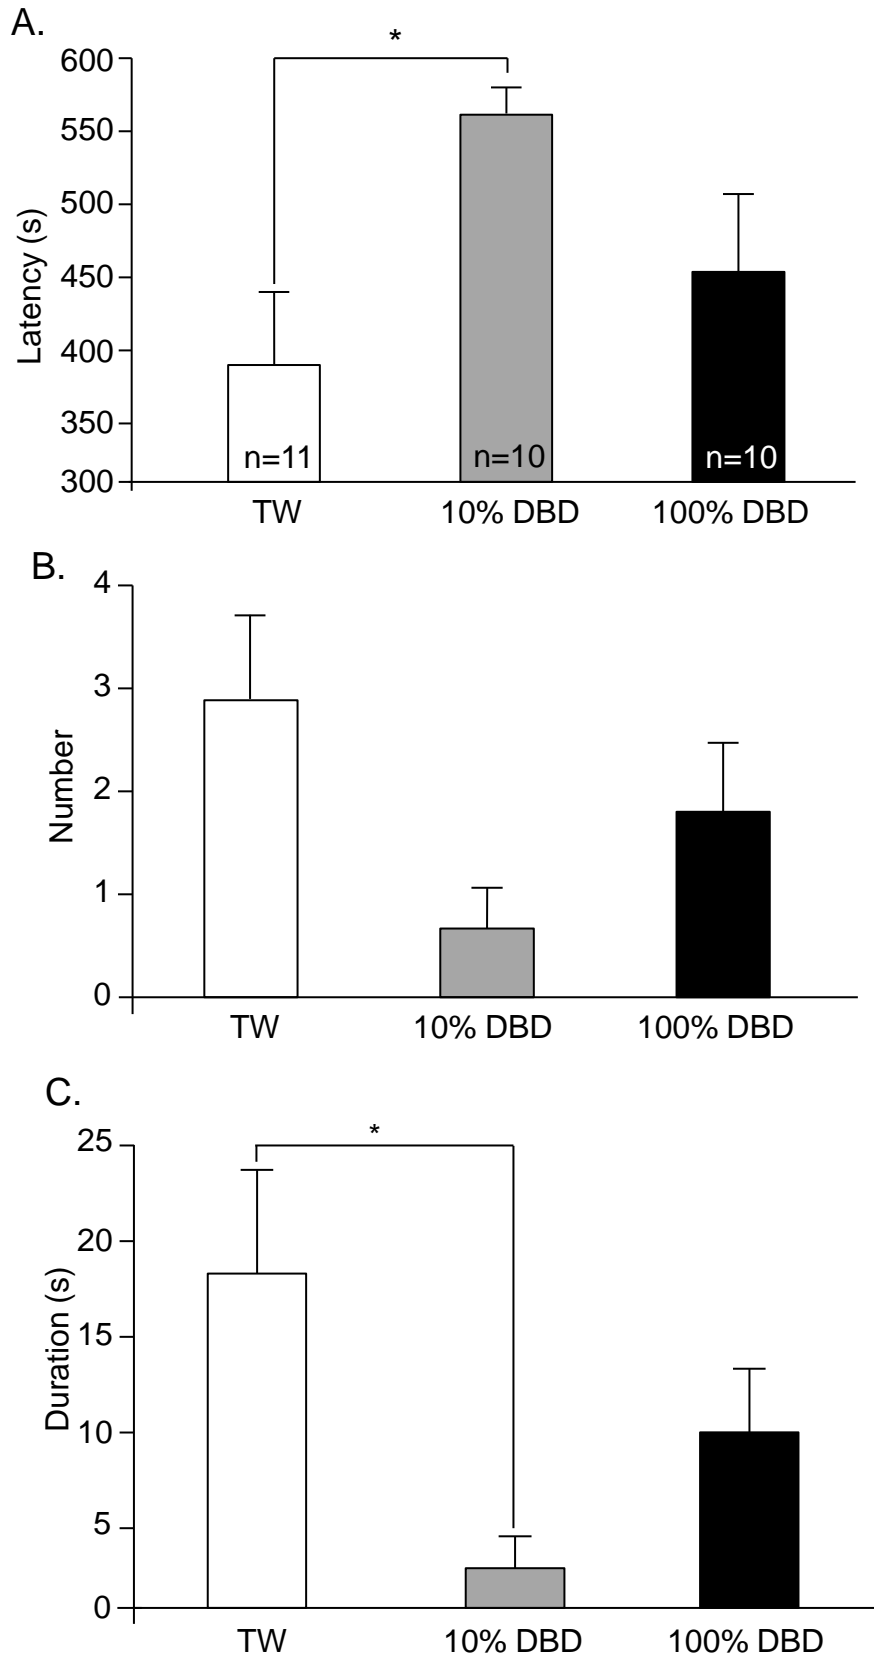 A.
*
600
550
500
450
400
350
300
Latency (s)
n=11
n=10
n=10
TW
10% DBD
100% DBD
B.
4
3
2
1
0
Number
TW
10% DBD
100% DBD
C.
*
25
20
15
10
5
0
Duration (s)
TW
10% DBD
100% DBD